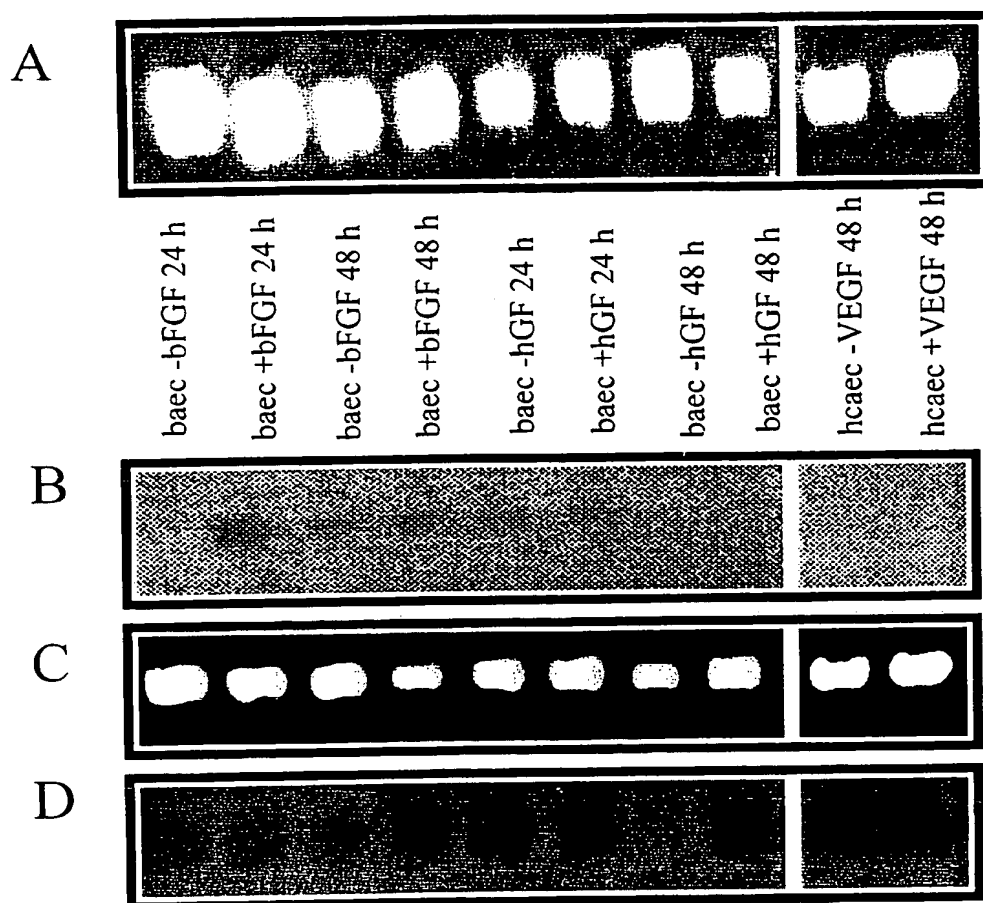 A
baec -bFGF 24 h
baec +bFGF 24 h
baec -bFGF 48 h
baec +bFGF 48 h
baec -hGF 24 h
baec +hGF 24 h
baec -hGF 48 h
baec +hGF 48 h
hcaec -VEGF 48 h
hcaec +VEGF 48 h
B
C
D